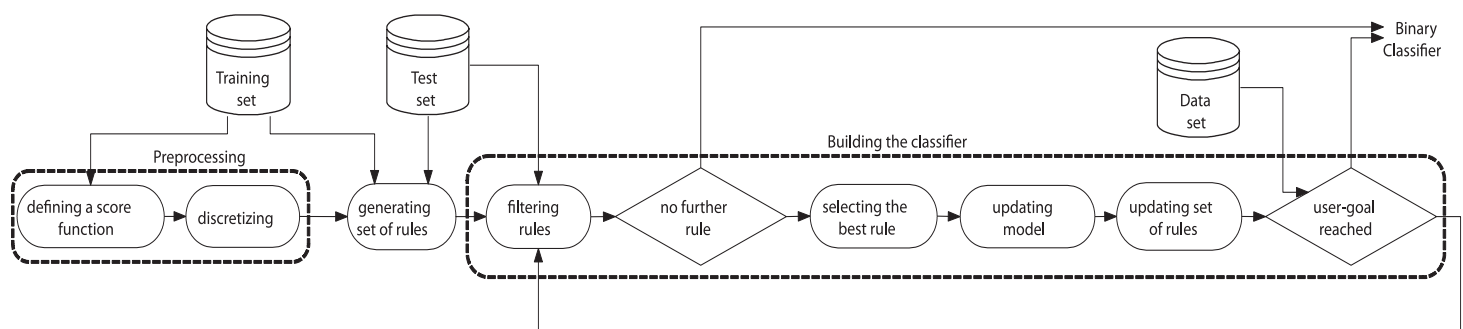 Training
set
Test
set
Data
set
Binary
Classifier
Preprocessing
Building the classifier
defining a score
function
discretizing
generating
set of rules
filtering
rules
no further
rule
selecting the
best rule
updating
model
updating set
of rules
user-goal
reached